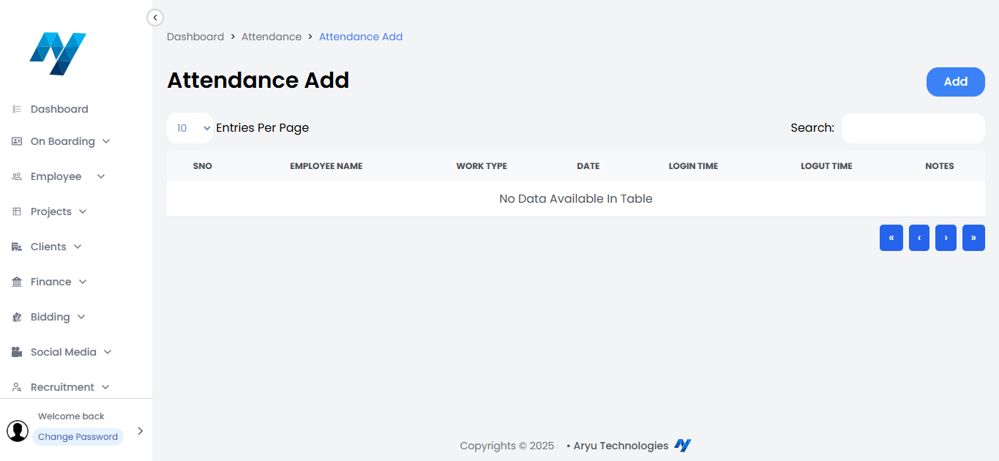 Dashboard > Attendance > Attendance Add
Attendance Add
Add
10 Entries Per Page
Search:
SNO EMPLOYEE NAME WORK TYPE DATE LOGIN TIME LOGUT TIME NOTES
No Data Available In Table
« ‹ › »
Dashboard
On Boarding
Employee
Projects
Clients
Finance
Bidding
Social Media
Recruitment
Welcome back
Change Password
Copyrights © 2025 • Aryu Technologies